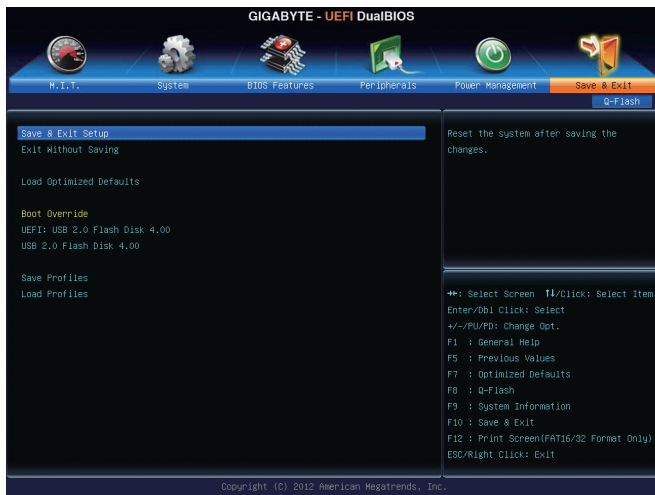 GIGABYTE - UEFI DualBIOS
M.I.T.
System
BIOS Features
Peripherals
Power Management
Save & Exit
Q-Flash
Save & Exit Setup
Exit Without Saving
Load Optimized Defaults
Boot Override
UEFI: USB 2.0 Flash Disk 4.00
USB 2.0 Flash Disk 4.00
Save Profiles
Load Profiles
Reset the system after saving the
changes.
↔: Select Screen ↑↓/Click: Select Item
Enter/Dbl Click: Select
+/-/PU/PD: Change Opt.
F1 : General Help
F5 : Previous Values
F7 : Optimized Defaults
F8 : Q-Flash
F9 : System Information
F10 : Save & Exit
F12 : Print Screen(FAT16/32 Format Only)
ESC/Right Click: Exit
Copyright (C) 2012 American Megatrends, Inc.